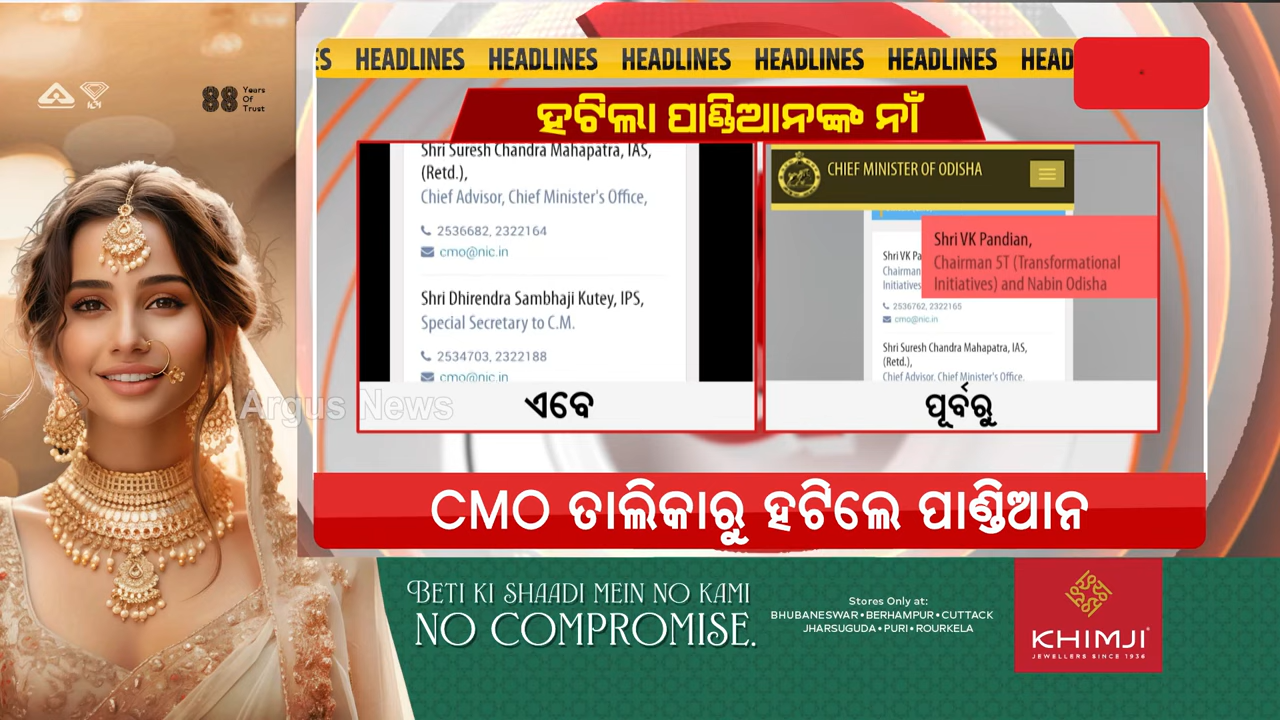 HEADLINES HEADLINES HEADLINES HEADLINES HEADLINES
88 Years Of Trust
ହଟିଲା ପାଣ୍ଡିଆନଙ୍କ ନାଁ
Shri Suresh Chandra Mahapatra, IAS,
(Retd.),
Chief Advisor, Chief Minister's Office,
2536682, 2322164
cmo@nic.in
Shri Dhirendra Sambhaji Kutey, IPS,
Special Secretary to C.M.
2534703, 2322188
cmo@nic.in
ଏବେ
CHIEF MINISTER OF ODISHA
Shri VK Pandian,
Chairman 5T (Transformational
Initiatives) and Nabin Odisha
Shri VK Pa
Chairman
Initiatives
2536762, 2322165
cmo@nic.in
Shri Suresh Chandra Mahapatra, IAS,
(Retd.),
Chief Advisor, Chief Minister's Office,
ପୂର୍ବରୁ
Argus News
CMO ତାଲିକାରୁ ହଟିଲେ ପାଣ୍ଡିଆନ
BETI KI SHAADI MEIN NO KAMI
NO COMPROMISE.
Stores Only at:
BHUBANESWAR • BERHAMPUR • CUTTACK
JHARSUGUDA • PURI • ROURKELA
KHIMJI
JEWELLERS SINCE 1936